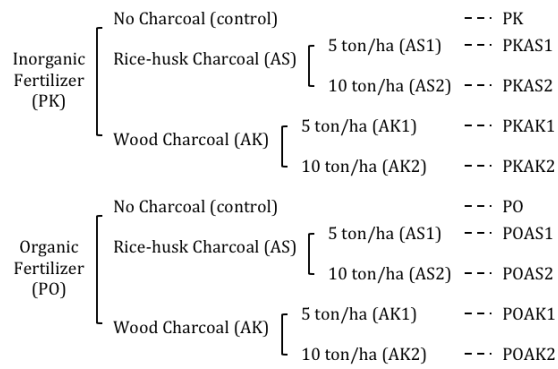 No Charcoal (control) --- PK
Inorganic Fertilizer (PK)
Rice-husk Charcoal (AS)
5 ton/ha (AS1) --- PKAS1
10 ton/ha (AS2) --- PKAS2
Wood Charcoal (AK)
5 ton/ha (AK1) --- PKAK1
10 ton/ha (AK2) --- PKAK2
No Charcoal (control) --- PO
Organic Fertilizer (PO)
Rice-husk Charcoal (AS)
5 ton/ha (AS1) --- POAS1
10 ton/ha (AS2) --- POAS2
Wood Charcoal (AK)
5 ton/ha (AK1) --- POAK1
10 ton/ha (AK2) --- POAK2